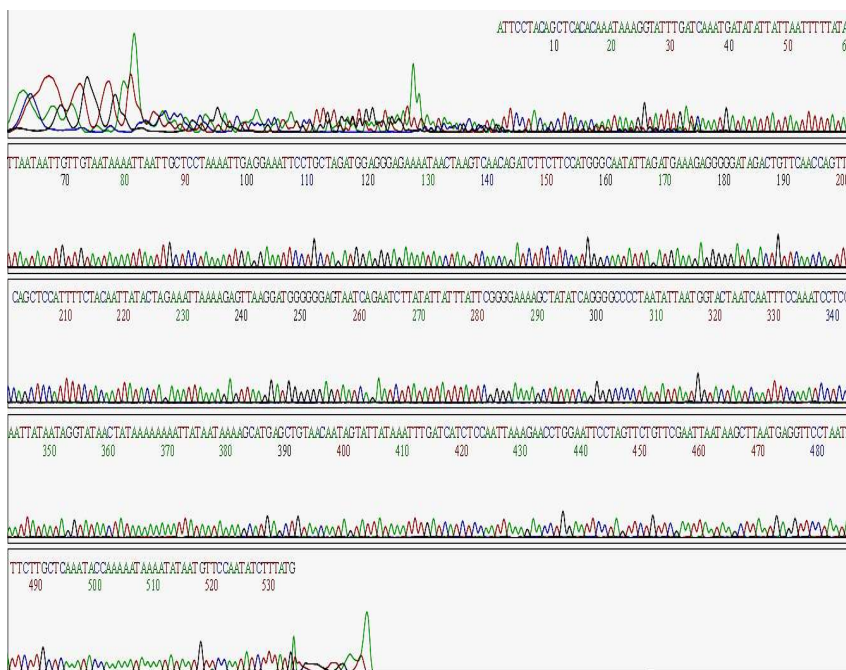 ATTCCTACAGCTCACACAAATAAAGGTATTTGATCAAATGATATATTATTAATTTTTATA
10 20 30 40 50 6
TTAATAATTGTTGTAATAAAATTAATTGCTCCTAAAATTGAGGAAATTCCTGCTAGATGGAGGGAGAAAATAACTAAGTCAACAGATCTTCTTCCATGGGCAATATTAGATGAAAGAGGGGGATAGACTGTTCAACCAGTT
70 80 90 100 110 120 130 140 150 160 170 180 190 200
CAGCTCCATTTTCTACAATTATACTAGAAATTAAAAGAGTTAAGGATGGGGGGAGTAATCAGAATCTTATATTATTTATTCGGGGAAAAGCTATATCAGGGGCCCCTAATATTAATGGTACTAATCAATTTCCAAATCCTCC
210 220 230 240 250 260 270 280 290 300 310 320 330 340
AATTATAATAGGTATAACTATAAAAAAAATTATAATAAAAGCATGAGCTGTAACAATAGTATTATAAATTTGATCATCTCCAATTAAAGAACCTGGAATTCCTAGTTCTGTTCGAATTAATAAGCTTAATGAGGTTCCTAAT
350 360 370 380 390 400 410 420 430 440 450 460 470 480
TTCTTGCTCAAATACCAAAAATAAAATATAATGTTCCAATATCTTTATG
490 500 510 520 530